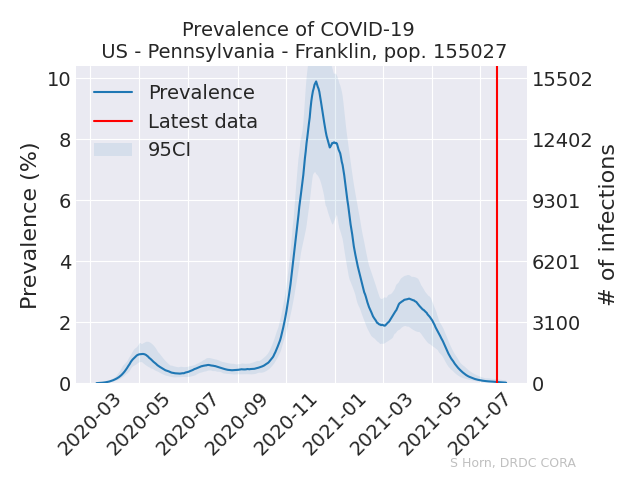 Prevalence of COVID-19
US - Pennsylvania - Franklin, pop. 155027
Prevalence
Latest data
95CI
Prevalence (%)
10
8
6
4
2
0
15502
12402
9301
6201
3100
0
# of infections
2020-03
2020-05
2020-07
2020-09
2020-11
2021-01
2021-03
2021-05
2021-07
S Horn, DRDC CORA